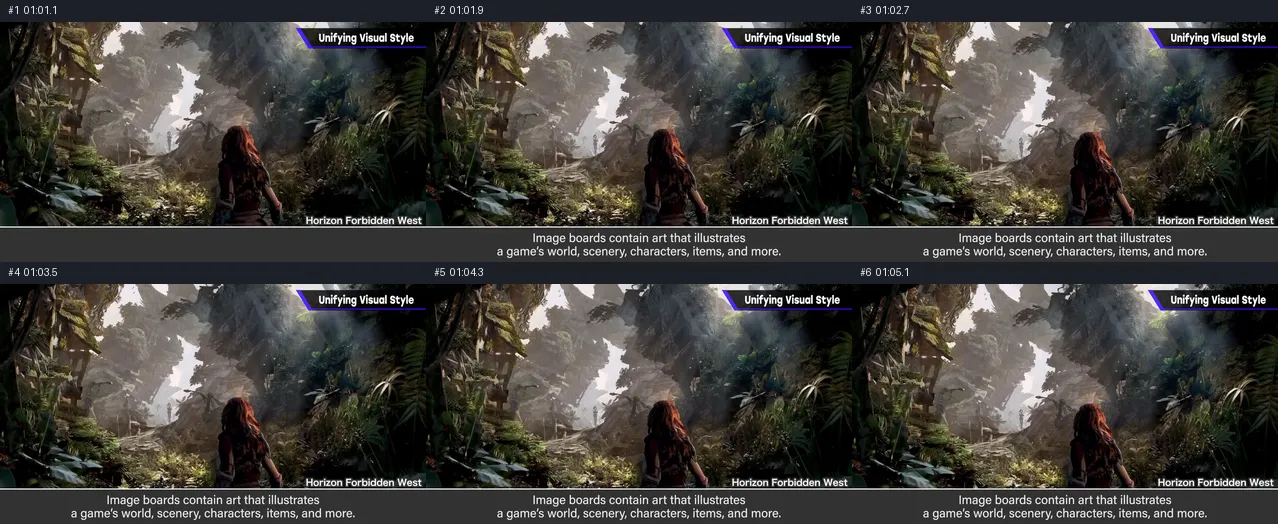 #1 01:01.1
Unifying Visual Style
Horizon Forbidden West
#2 01:01.9
Unifying Visual Style
Horizon Forbidden West
Image boards contain art that illustrates
a game's world, scenery, characters, items, and more.
#3 01:02.7
Unifying Visual Style
Horizon Forbidden West
Image boards contain art that illustrates
a game's world, scenery, characters, items, and more.
#4 01:03.5
Unifying Visual Style
Horizon Forbidden West
Image boards contain art that illustrates
a game's world, scenery, characters, items, and more.
#5 01:04.3
Unifying Visual Style
Horizon Forbidden West
Image boards contain art that illustrates
a game's world, scenery, characters, items, and more.
#6 01:05.1
Unifying Visual Style
Horizon Forbidden West
Image boards contain art that illustrates
a game's world, scenery, characters, items, and more.